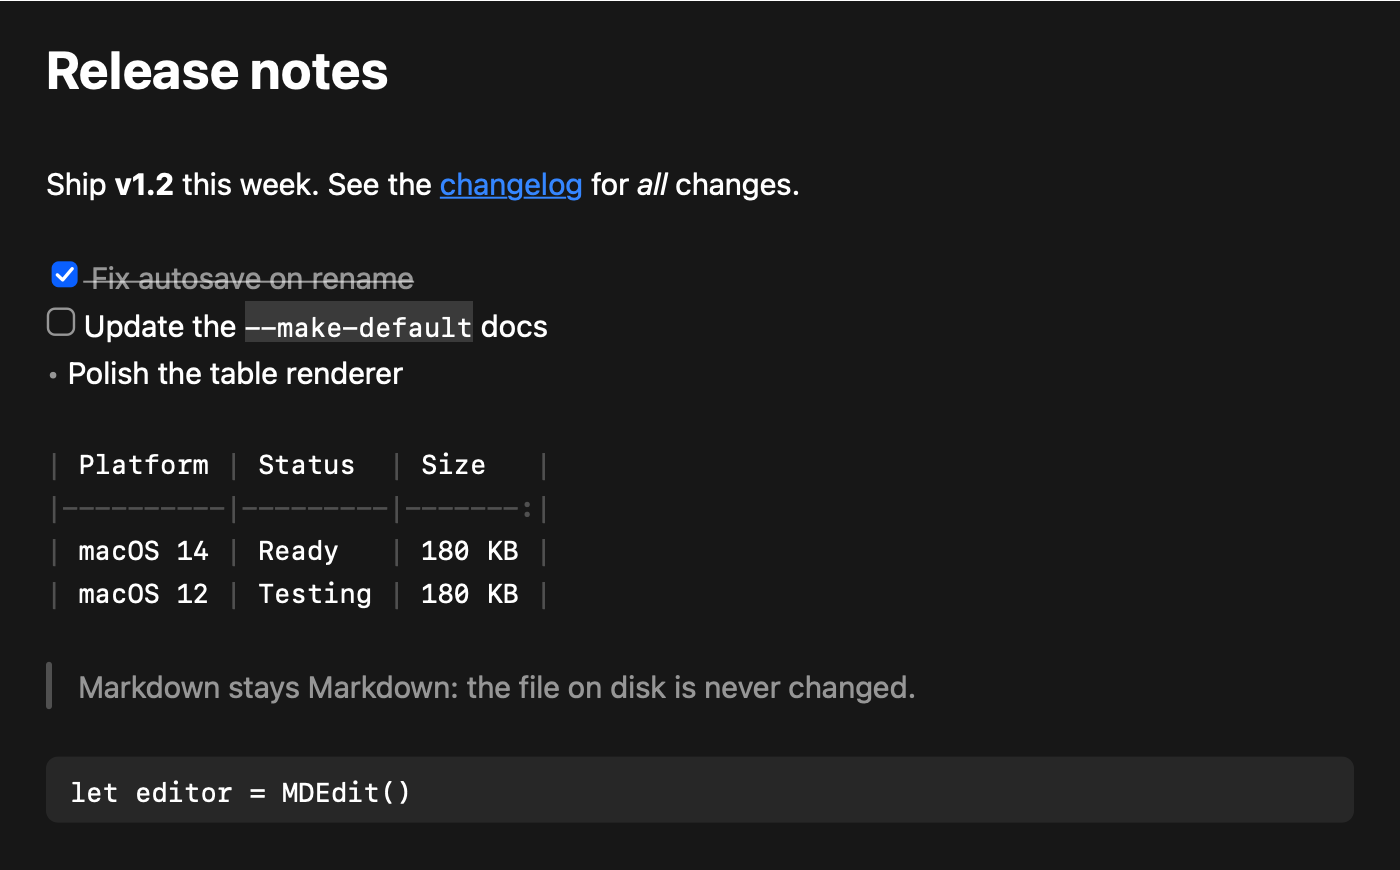 Release notes
Ship v1.2 this week. See the changelog for all changes.
Fix autosave on rename
Update the --make-default docs
• Polish the table renderer
| Platform | Status  | Size   |
|----------|---------|-------:|
| macOS 14 | Ready   | 180 KB |
| macOS 12 | Testing | 180 KB |
Markdown stays Markdown: the file on disk is never changed.
let editor = MDEdit()